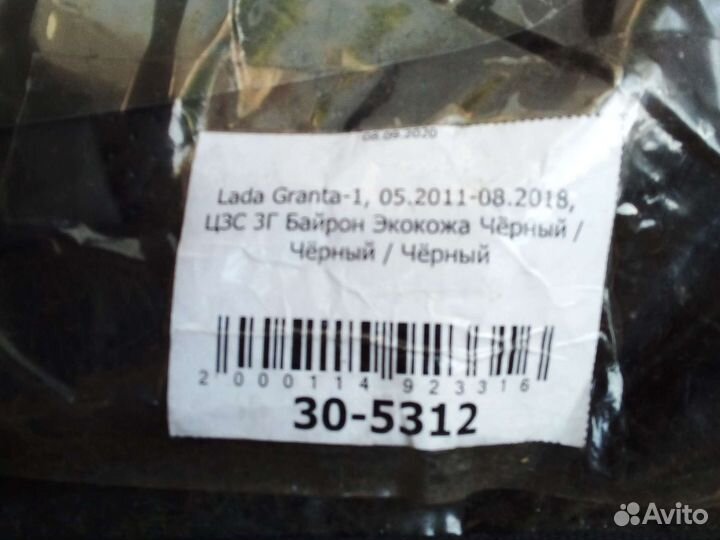 08.09.2020
Lada Granta-1, 05.2011-08.2018,
ЦЗС 3Г Байрон Экокожа Чёрный /
Чёрный / Чёрный
2 000114 923316
30-5312
Avito